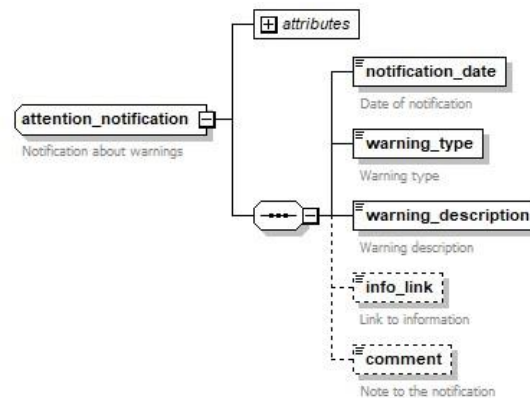 attributes
attention_notification
Notification about warnings
notification_date
Date of notification
warning_type
Warning type
warning_description
Warning description
info_link
Link to information
comment
Note to the notification